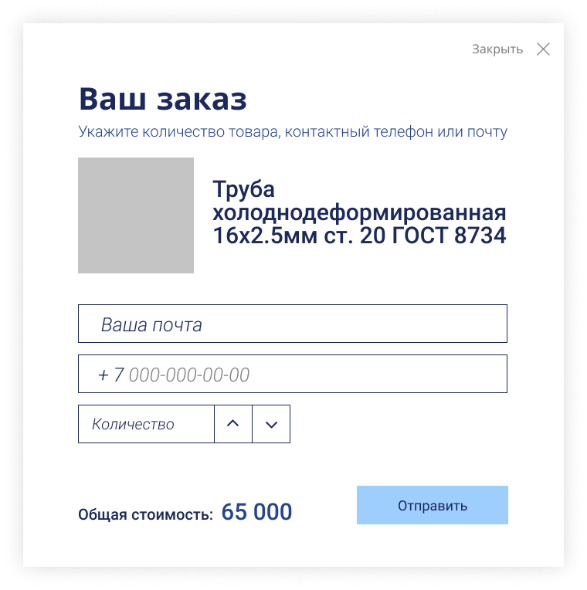 Закрыть
Ваш заказ
Укажите количество товара, контактный телефон или почту
Труба
холоднодеформированная
16х2.5мм ст. 20 ГОСТ 8734
Ваша почта
+ 7 000-000-00-00
Количество
Общая стоимость: 65 000
Отправить